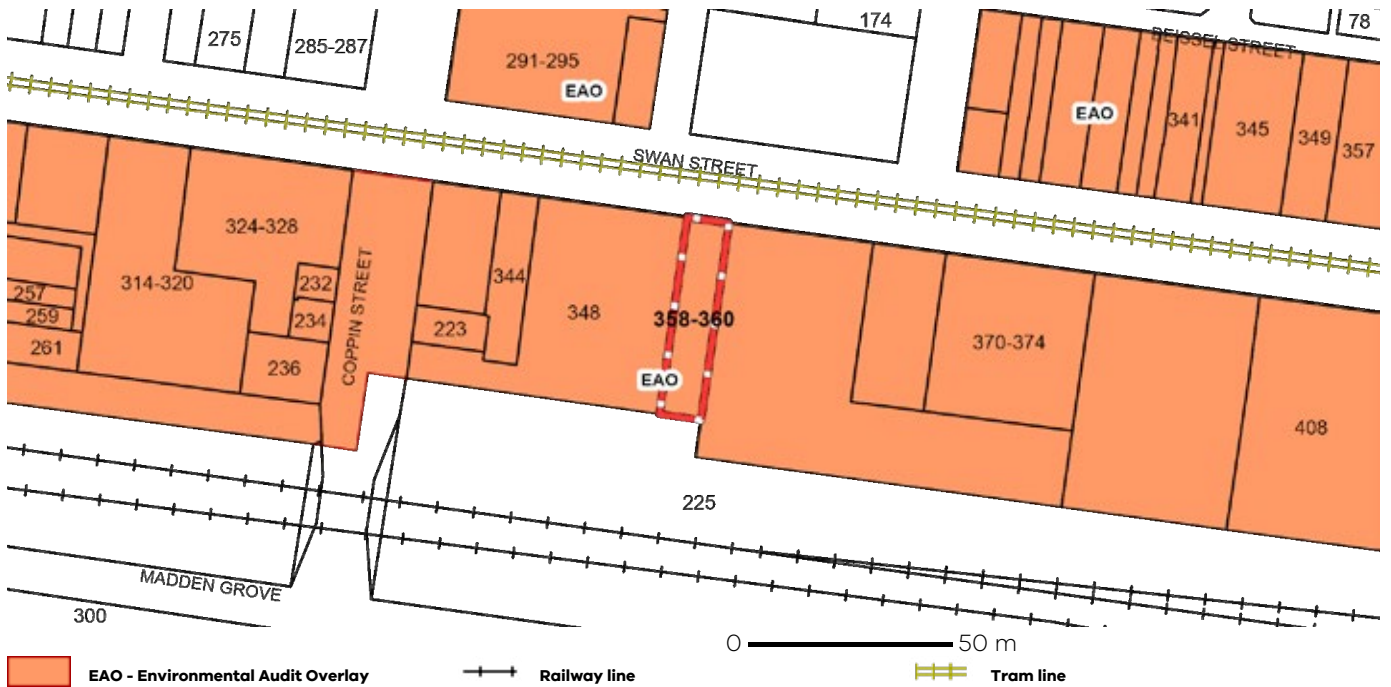 174
78
275
285-287
BEISSEL STREET
291-295
EAO
EAO
341
345
349
357
SWAN STREET
324-328
232
344
314-320
348
358-360
257
259
234
223
261
236
COPPIN STREET
370-374
EAO
408
225
MADDEN GROVE
300
0 50 m
EAO - Environmental Audit Overlay
Railway line
Tram line